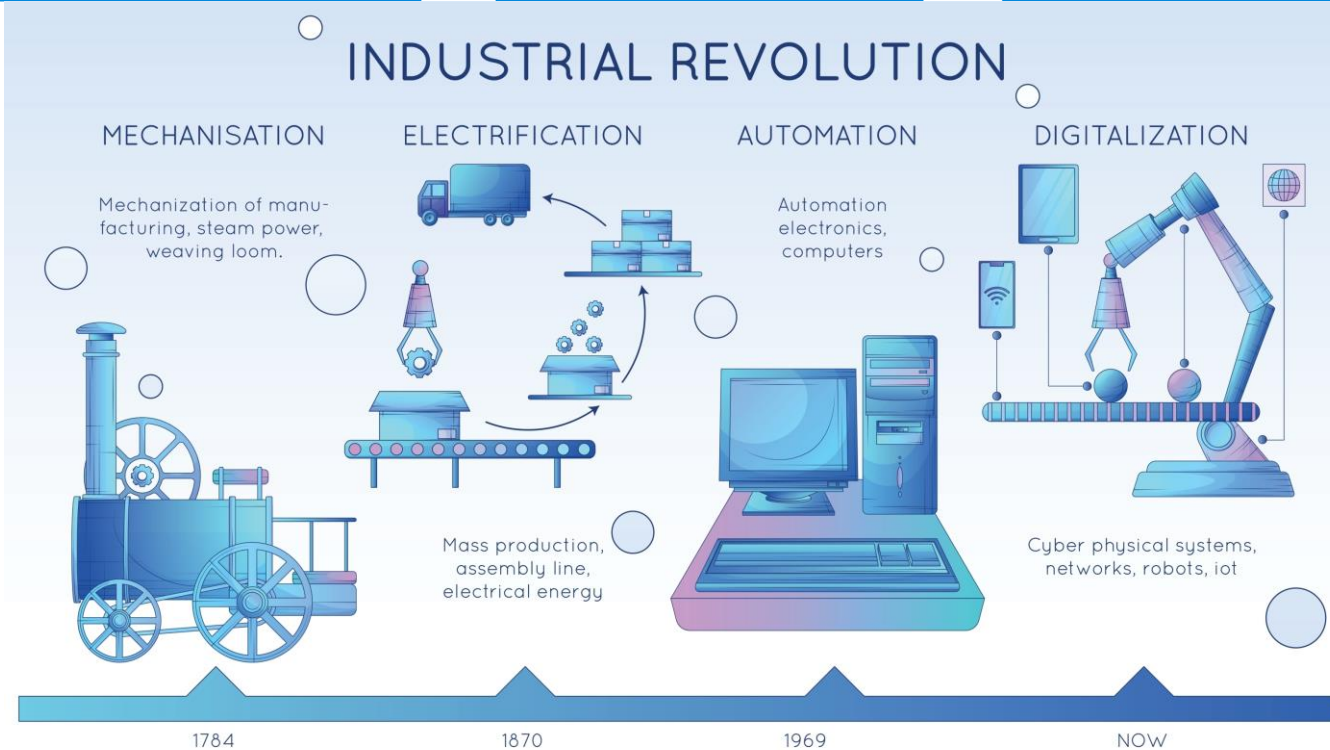 INDUSTRIAL REVOLUTION
MECHANISATION
Mechanization of manu-
facturing, steam power,
weaving loom.
ELECTRIFICATION
Mass production,
assembly line,
electrical energy
AUTOMATION
Automation
electronics,
computers
DIGITALIZATION
Cyber physical systems,
networks, robots, iot
1784
1870
1969
NOW